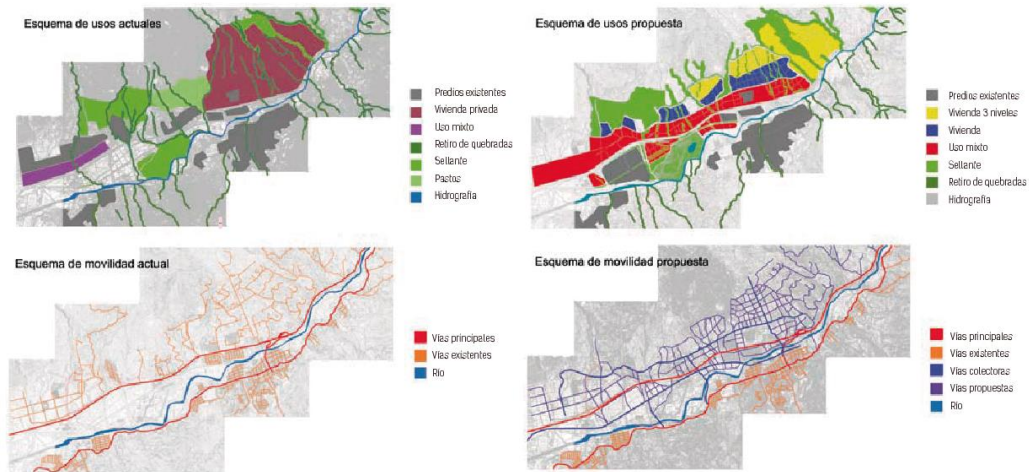 Esquema de usos actuales
Predios existentes
Vivienda privada
Uso mixto
Retiro de quebradas
Sellante
Pastos
Hidrografía
Esquema de usos propuesta
Predios existentes
Vivienda 3 niveles
Vivienda
Uso mixto
Sellante
Retiro de quebradas
Hidrografía
Esquema de movilidad actual
Vías principales
Vías existentes
Río
Esquema de movilidad propuesta
Vías principales
Vías existentes
Vías colectoras
Vías propuestas
Río